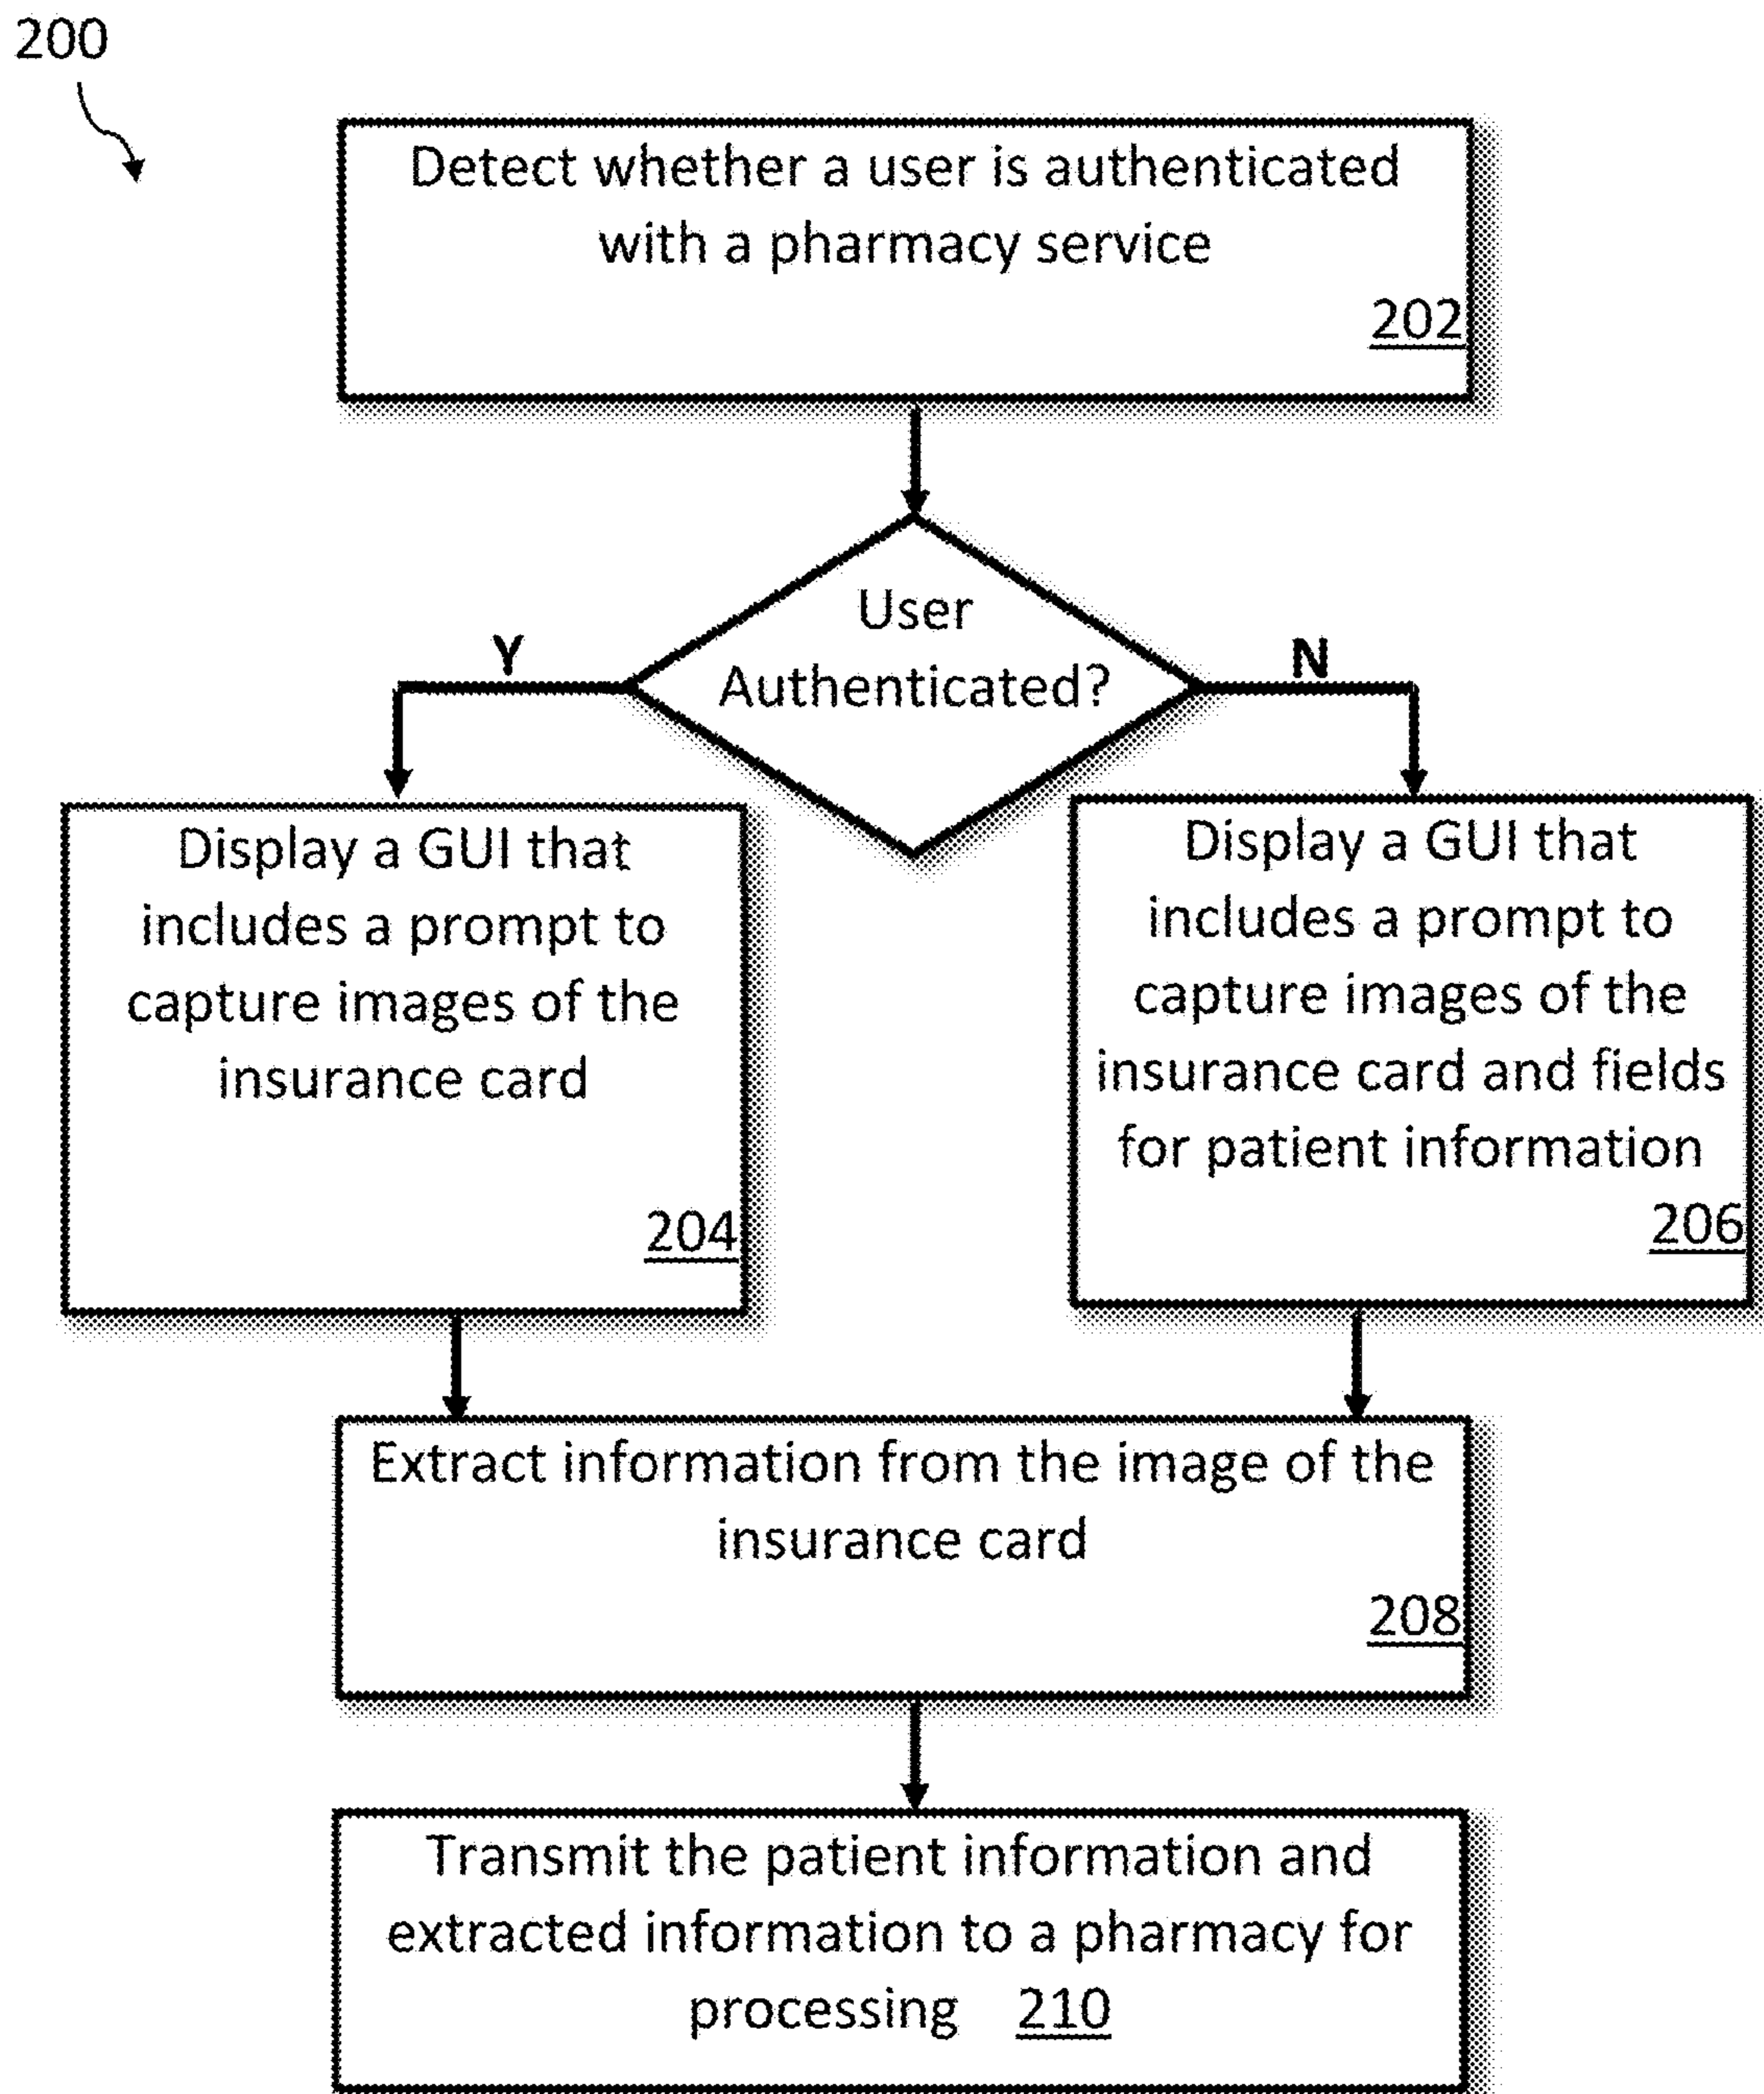 200
Detect whether a user is authenticated
with a pharmacy service
202
User
Authenticated?
Y
N
Display a GUI that
includes a prompt to
capture images of the
insurance card
204
Display a GUI that
includes a prompt to
capture images of the
insurance card and fields
for patient information
206
Extract information from the image of the
insurance card
208
Transmit the patient information and
extracted information to a pharmacy for
processing 210